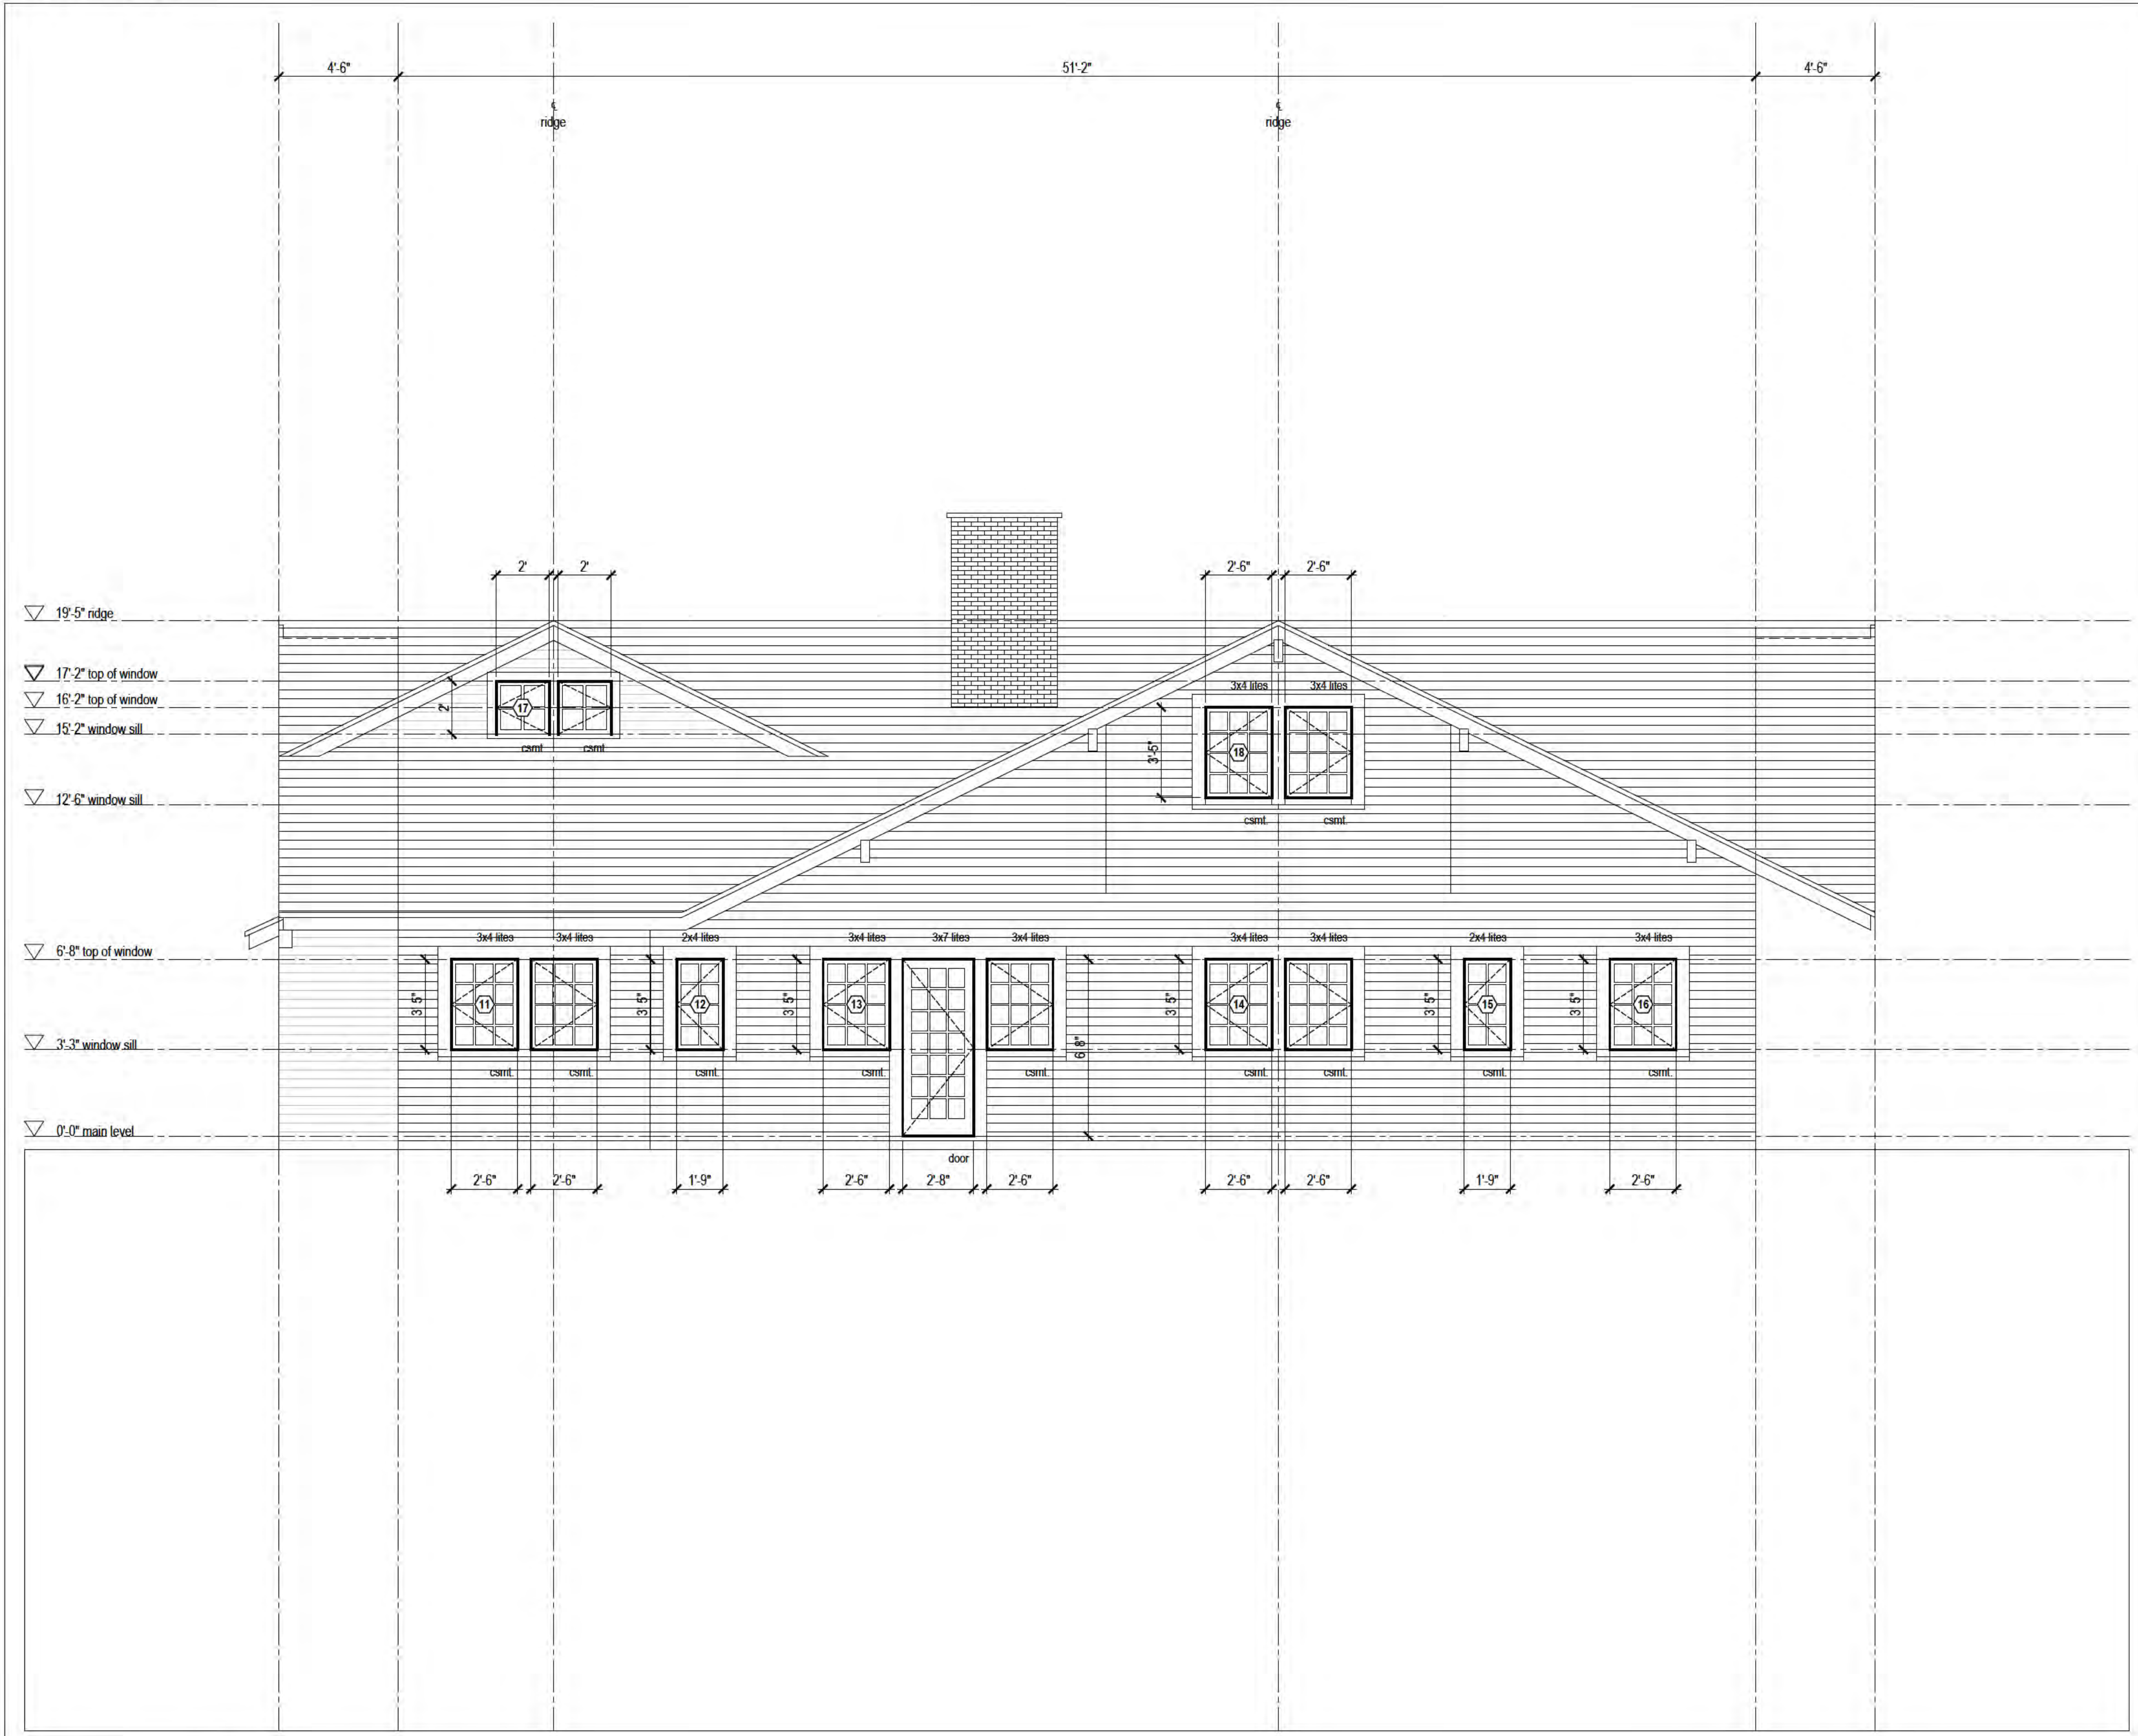 4'-6"
51'-2"
4'-6"
℄
℄
ridge
ridge
2'
2'
2'-6"
2'-6"
19'-5" ridge
17'-2" top of window
3x4 lites
3x4 lites
16'-2" top of window
2'
17
15'-2" window sill
csmt.
csmt.
3'-5"
18
12'-6" window sill
csmt.
csmt.
3x4 lites
3x4 lites
2x4 lites
3x4 lites
3x7 lites
3x4 lites
3x4 lites
3x4 lites
2x4 lites
3x4 lites
6'-8" top of window
3'-5"
11
3'-5"
12
3'-5"
13
3'-5"
14
3'-5"
15
3'-5"
16
3'-3" window sill
6'-8"
csmt.
csmt.
csmt.
csmt.
csmt.
csmt.
csmt.
csmt.
csmt.
0'-0" main level
door
2'-6"
2'-6"
1'-9"
2'-6"
2'-8"
2'-6"
2'-6"
2'-6"
1'-9"
2'-6"